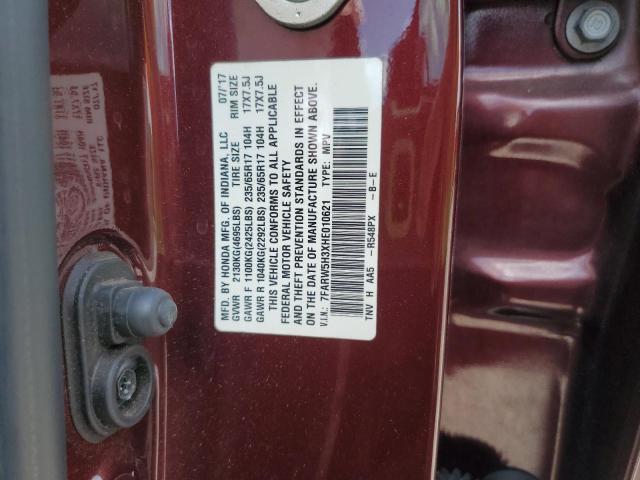 MFD. BY HONDA MFG. OF INDIANA, LLC 07/'17
GVWR 2130KG(4695LBS) TIRE SIZE RIM SIZE
GAWR F 1100KG(2425LBS) 235/65R17 104H 17X7.5J
GAWR R 1040KG(2292LBS) 235/65R17 104H 17X7.5J
THIS VEHICLE CONFORMS TO ALL APPLICABLE
FEDERAL MOTOR VEHICLE SAFETY
AND THEFT PREVENTION STANDARDS IN EFFECT
ON THE DATE OF MANUFACTURE SHOWN ABOVE.
V.I.N.: 7FARW5H3XHE010621 TYPE: MPV
TNV H AA5 -R548PX -B-E